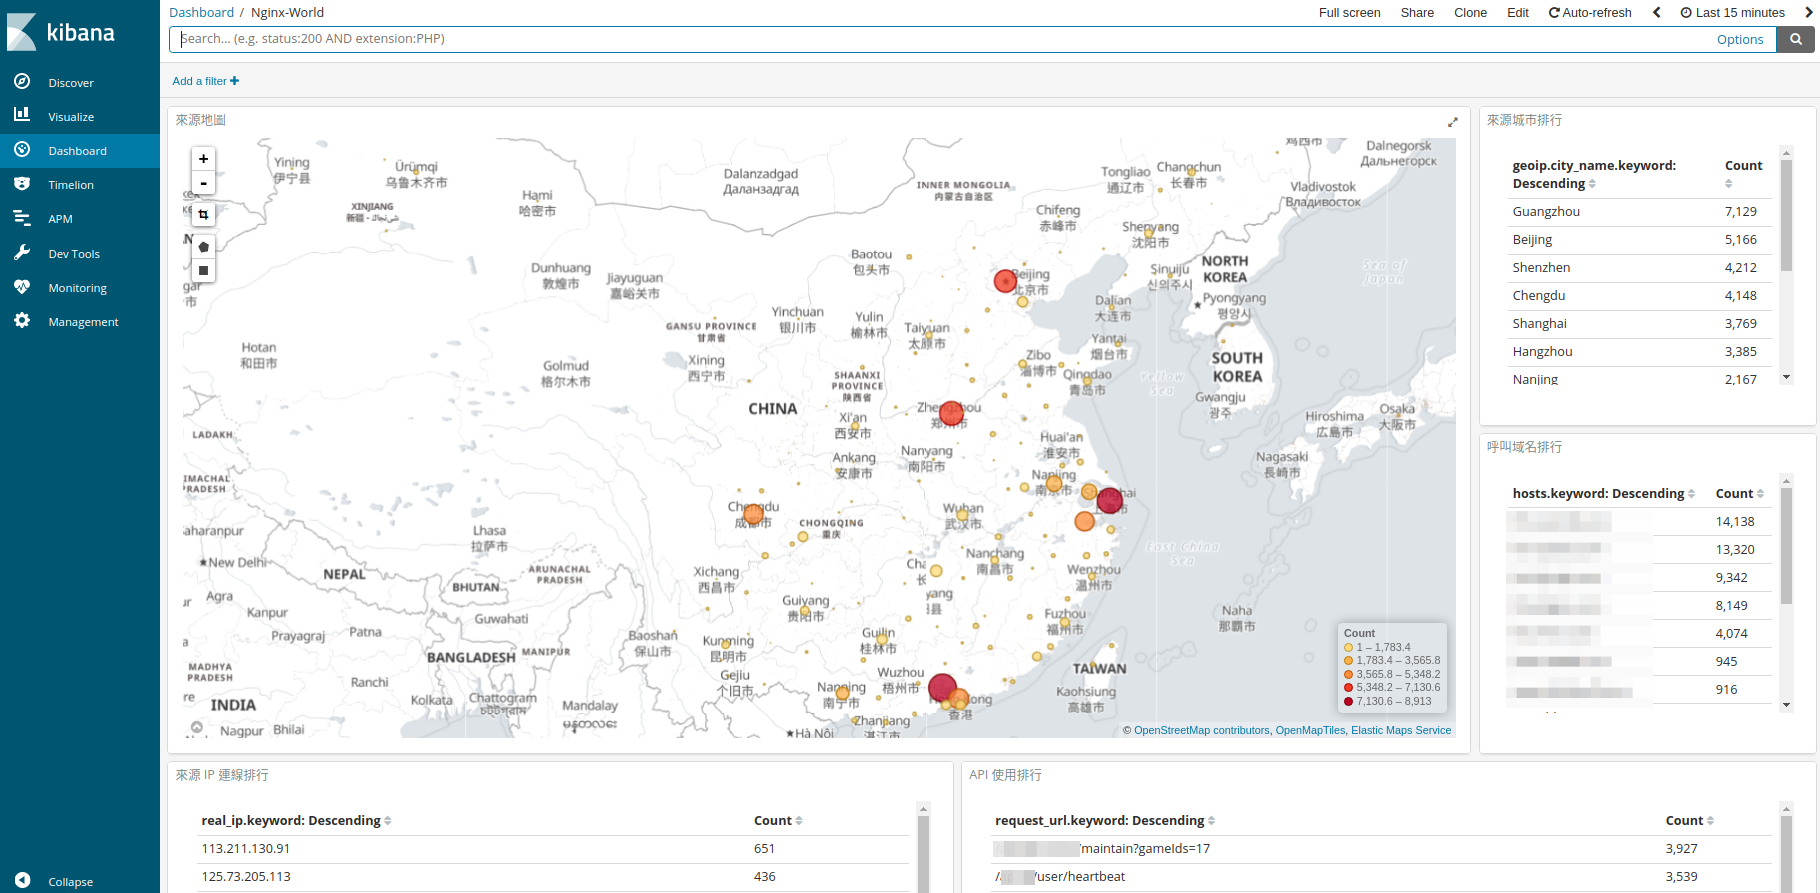 kibana
Discover
Visualize
Dashboard
Timelion
APM
Dev Tools
Monitoring
Management
Collapse
Dashboard / Nginx-World
Full screen Share Clone Edit Auto-refresh Last 15 minutes
Search... (e.g. status:200 AND extension:PHP)
Options
Add a filter
來源地圖
+
-
Yining
伊宁县
Ürümqi
乌鲁木齐市
Hami
哈密市
XINJIANG
新疆
Dalanzadgad
Даланзадгад
INNER MONGOLIA
内蒙古自治区
Tongliao
通辽市
Changchun
长春市
鸡西市
Dalnegorsk
Дальнегорск
Vladivostok
Владивосток
Chifeng
赤峰市
Shenyang
沈阳市
Dunhuang
敦煌市
Jiayuguan
嘉峪关市
Baotou
包头市
Beijing
北京市
Sinuiju
신의주시
NORTH
KOREA
Sea of
Japan
Dalian
大连市
Pyongyang
평양시
GANSU PROVINCE
甘肃省
Yinchuan
银川市
Yulin
榆林市
Taiyuan
太原市
Yantai
烟台市
Hotan
和田市
Golmud
格尔木市
Xining
西宁市
Zibo
淄博市
Qingdao
青岛市
SHAANXI
PROVINCE
陕西省
Yellow
Sea
SOUTH
KOREA
Gwangju
광주
CHINA
Xi'an
西安市
Zhengzhou
Hiroshima
広島市
Osaka
大阪市
LADAKH
Huai'an
淮安市
Ankang
安康市
Nanyang
南阳市
Nagasaki
長崎市
IMACHAL
PRADESH
Nanjing
南京市
Shanghai
Chengdu
成都市
CHONGQING
重庆
Wuhan
武汉市
aharanpur
Lhasa
拉萨市
East China
Sea
New Delhi
NEPAL
BHUTAN
ARUNACHAL
PRADESH
Xichang
西昌市
Nanchang
南昌市
Wenzhou
温州市
Agra
Kanpur
Guwahati
Guiyang
贵阳市
yang
县
Fuzhou
福州市
Naha
那覇市
Prayagraj
Patna
Baoshan
保山市
Kunming
昆明市
Guilin
桂林市
MADHYA
PRADESH
BANGLADESH
MANIPUR
Ranchi
Gejiu
个旧市
Wuzhou
梧州市
TAIWAN
INDIA
Kolkata
Chattogram
Mandalay
Nanning
南宁市
香港
Kaohsiung
高雄市
Nagpur
Bhilai
Hà Nội
Zhanjiang
湛江市
Count
1 – 1,783.4
1,783.4 – 3,565.8
3,565.8 – 5,348.2
5,348.2 – 7,130.6
7,130.6 – 8,913
© OpenStreetMap contributors, OpenMapTiles, Elastic Maps Service
來源城市排行
geoip.city_name.keyword: Descending Count
Guangzhou 7,129
Beijing 5,166
Shenzhen 4,212
Chengdu 4,148
Shanghai 3,769
Hangzhou 3,385
Nanjing 2,167
呼叫域名排行
hosts.keyword: Descending Count
14,138
13,320
9,342
8,149
4,074
945
916
來源 IP 連線排行
real_ip.keyword: Descending Count
113.211.130.91 651
125.73.205.113 436
API 使用排行
request_url.keyword: Descending Count
/maintain?gameIds=17 3,927
/user/heartbeat 3,539